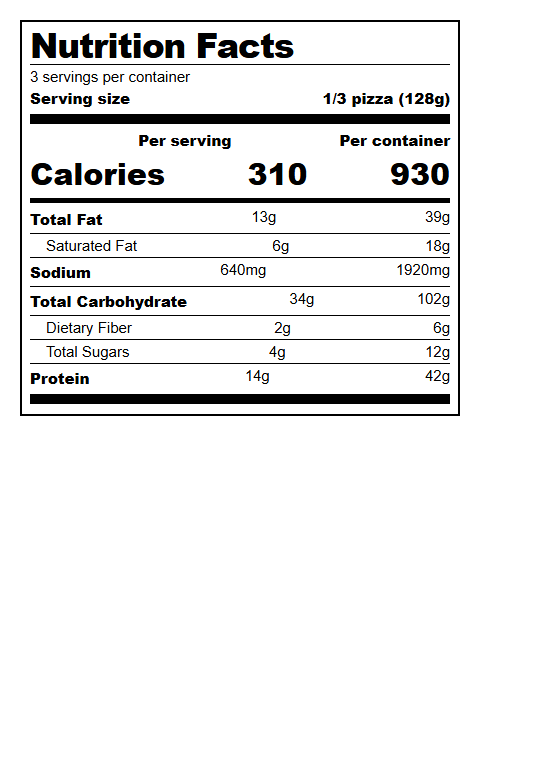 Nutrition Facts
3 servings per container
Serving size 1/3 pizza (128g)
Per serving Per container
Calories 310 930
Total Fat 13g 39g
Saturated Fat 6g 18g
Sodium 640mg 1920mg
Total Carbohydrate 34g 102g
Dietary Fiber 2g 6g
Total Sugars 4g 12g
Protein 14g 42g